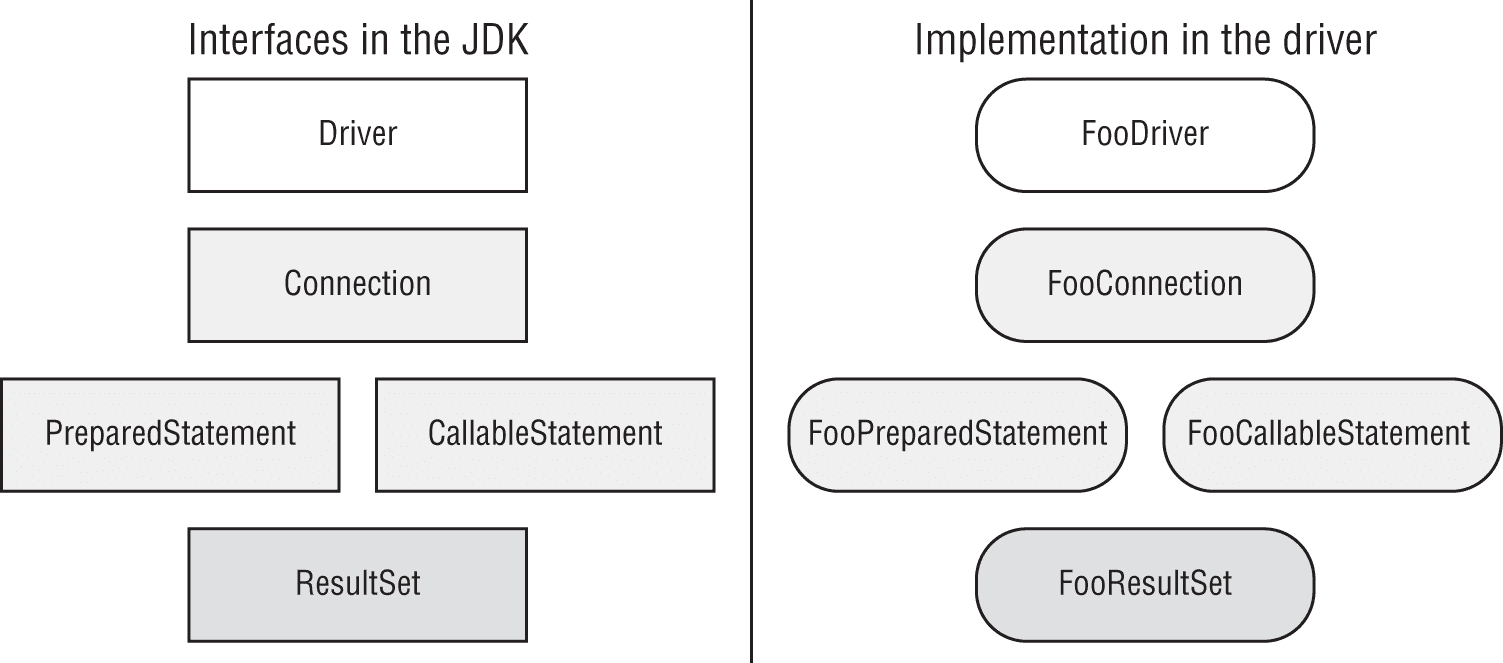 Interfaces in the JDK
Driver
Connection
PreparedStatement
CallableStatement
ResultSet
Implementation in the driver
FooDriver
FooConnection
FooPreparedStatement
FooCallableStatement
FooResultSet